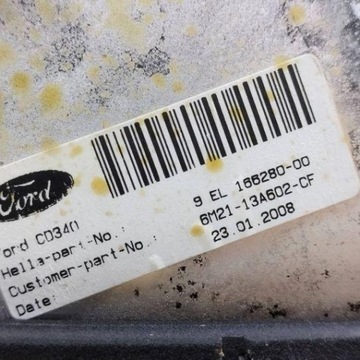 Ford
Ford CD340
Hella-part-No.: 9 EL 166280-00
Customer-part-No.: 6M21-13A602-CF
Date: 23.01.2008